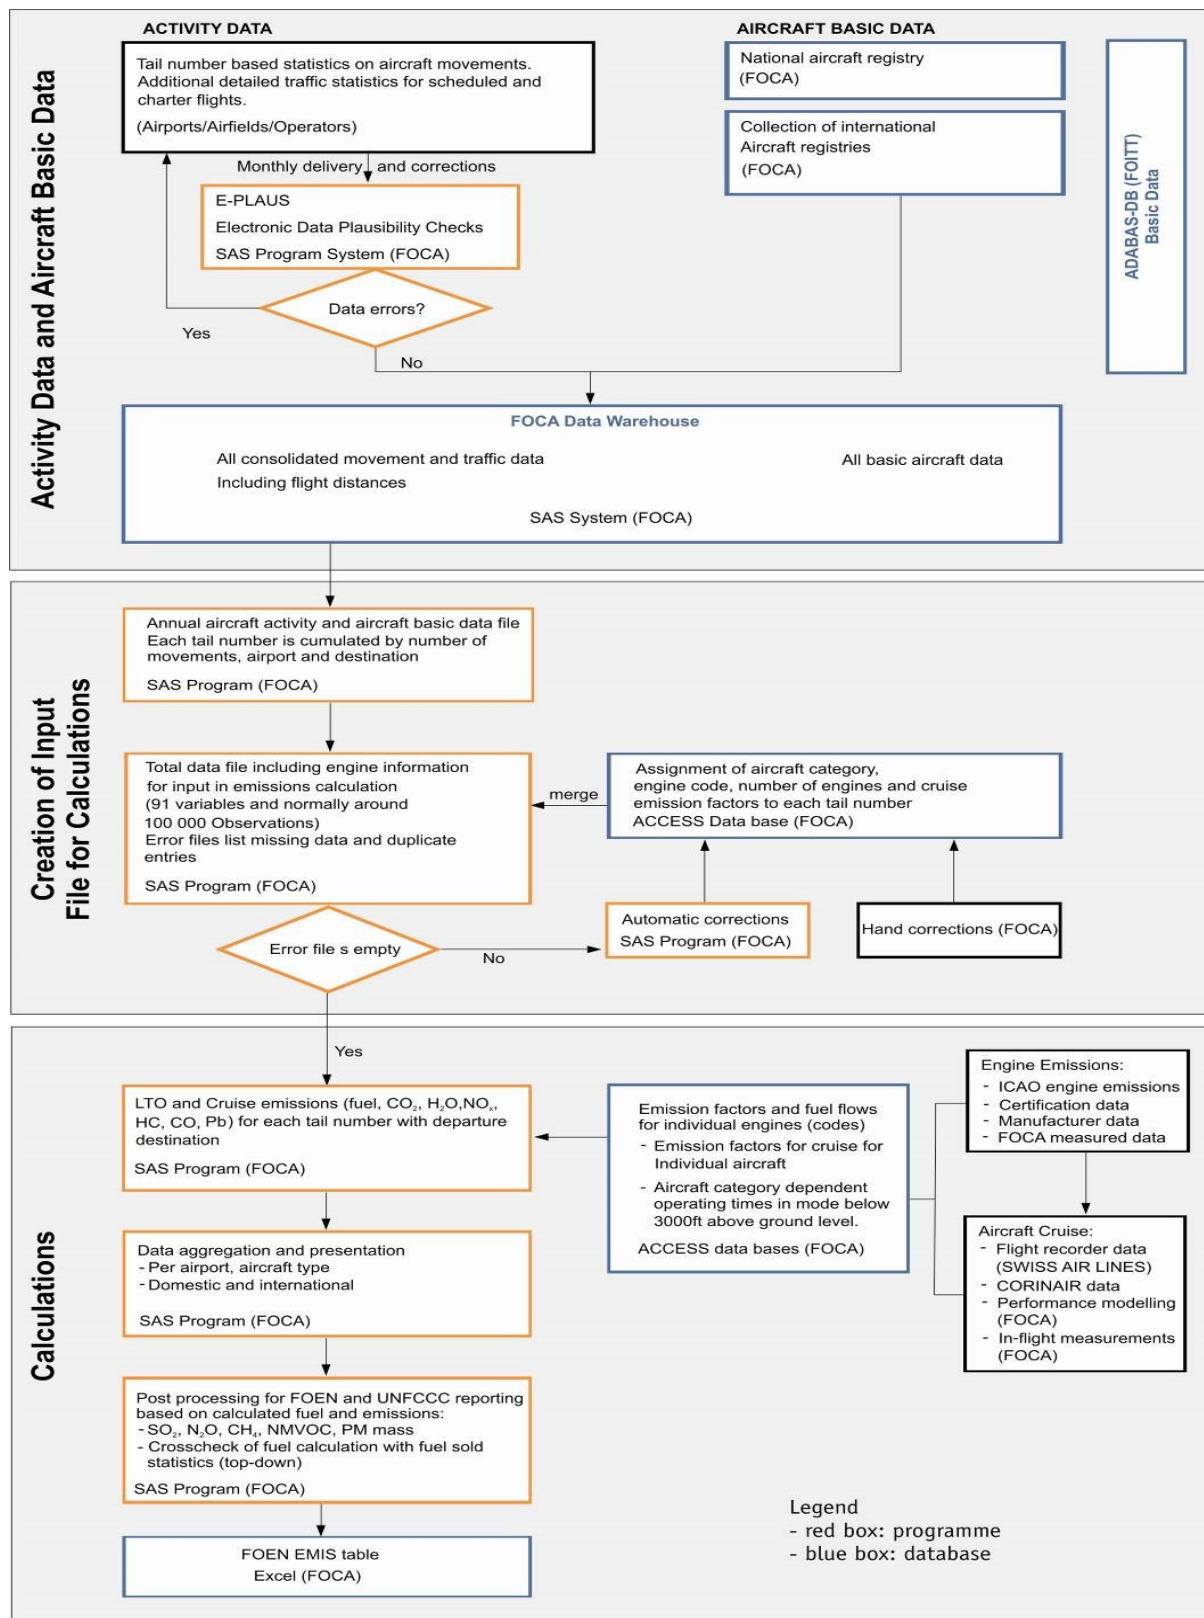 Activity Data and Aircraft Basic Data
ACTIVITY DATA
Tail number based statistics on aircraft movements.
Additional detailed traffic statistics for scheduled and
charter flights.
(Airports/Airfields/Operators)
Monthly delivery and corrections
E-PLAUS
Electronic Data Plausibility Checks
SAS Program System (FOCA)
Data errors?
Yes
No
AIRCRAFT BASIC DATA
National aircraft registry
(FOCA)
Collection of international
Aircraft registries
(FOCA)
ADABAS-DB (FOITT)
Basic Data
FOCA Data Warehouse
All consolidated movement and traffic data
Including flight distances
All basic aircraft data
SAS System (FOCA)
Creation of Input
File for Calculations
Annual aircraft activity and aircraft basic data file
Each tail number is cumulated by number of
movements, airport and destination
SAS Program (FOCA)
Total data file including engine information
for input in emissions calculation
(91 variables and normally around
100 000 Observations)
Error files list missing data and duplicate
entries
SAS Program (FOCA)
merge
Assignment of aircraft category,
engine code, number of engines and cruise
emission factors to each tail number
ACCESS Data base (FOCA)
Error file s empty
No
Automatic corrections
SAS Program (FOCA)
Hand corrections (FOCA)
Calculations
Yes
LTO and Cruise emissions (fuel, CO₂, H₂O,NOₓ,
HC, CO, Pb) for each tail number with departure
destination
SAS Program (FOCA)
Emission factors and fuel flows
for individual engines (codes)
- Emission factors for cruise for
Individual aircraft
- Aircraft category dependent
operating times in mode below
3000ft above ground level.
ACCESS data bases (FOCA)
Engine Emissions:
- ICAO engine emissions
- Certification data
- Manufacturer data
- FOCA measured data
Aircraft Cruise:
- Flight recorder data
(SWISS AIR LINES)
- CORINAIR data
- Performance modelling
(FOCA)
- In-flight measurements
(FOCA)
Data aggregation and presentation
- Per airport, aircraft type
- Domestic and international
SAS Program (FOCA)
Post processing for FOEN and UNFCCC reporting
based on calculated fuel and emissions:
- SO₂, N₂O, CH₄, NMVOC, PM mass
- Crosscheck of fuel calculation with fuel sold
statistics (top-down)
SAS Program (FOCA)
FOEN EMIS table
Excel (FOCA)
Legend
- red box: programme
- blue box: database